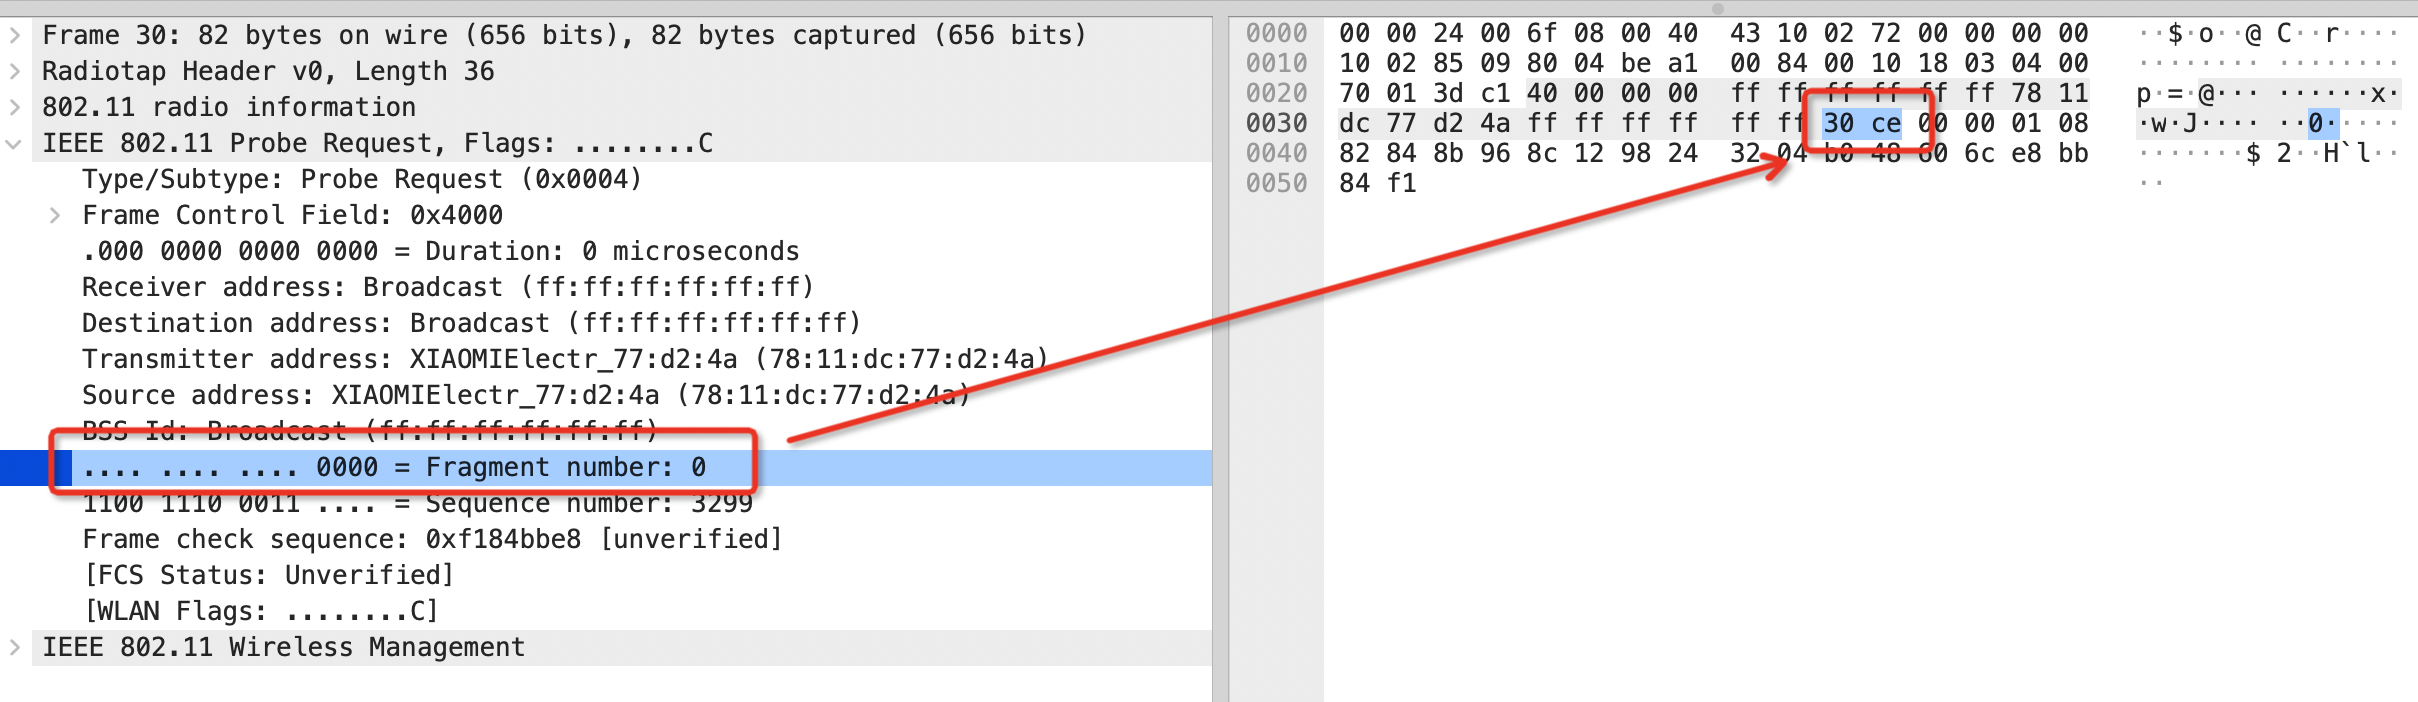 Frame 30: 82 bytes on wire (656 bits), 82 bytes captured (656 bits)
Radiotap Header v0, Length 36
802.11 radio information
IEEE 802.11 Probe Request, Flags: ........C
Type/Subtype: Probe Request (0x0004)
Frame Control Field: 0x4000
.000 0000 0000 0000 = Duration: 0 microseconds
Receiver address: Broadcast (ff:ff:ff:ff:ff:ff)
Destination address: Broadcast (ff:ff:ff:ff:ff:ff)
Transmitter address: XIAOMIElectr_77:d2:4a (78:11:dc:77:d2:4a)
Source address: XIAOMIElectr_77:d2:4a (78:11:dc:77:d2:4a)
BSS Id: Broadcast (ff:ff:ff:ff:ff:ff)
.... .... .... 0000 = Fragment number: 0
1100 1110 0011 .... = Sequence number: 3299
Frame check sequence: 0xf184bbe8 [unverified]
[FCS Status: Unverified]
[WLAN Flags: ........C]
IEEE 802.11 Wireless Management
0000 00 00 24 00 6f 08 00 40 43 10 02 72 00 00 00 00 ··$·o··@ C··r····
0010 10 02 85 09 80 04 be a1 00 84 00 10 18 03 04 00 ········ ········
0020 70 01 3d c1 40 00 00 00 ff ff ff ff ff ff 78 11 p·=·@··· ······x·
0030 dc 77 d2 4a ff ff ff ff ff ff 30 ce 00 00 01 08 ·w·J···· ··0·····
0040 82 84 8b 96 8c 12 98 24 32 04 b0 48 60 6c e8 bb ·······$ 2··H`l··
0050 84 f1 ··